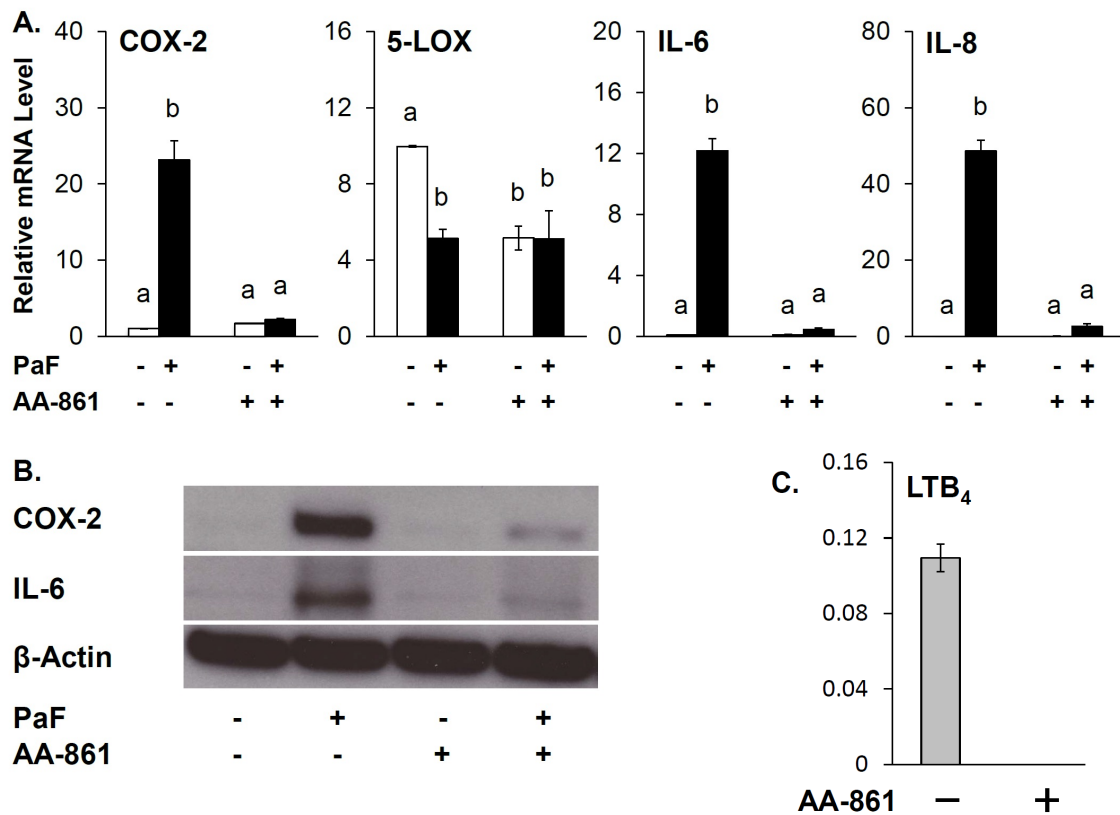 A.
COX-2 5-LOX IL-6 IL-8
Relative mRNA Level
40 30 20 10 0
a b a a
16 12 8 4 0
a b b b
20 16 12 8 4 0
a b a a
80 60 40 20 0
a b a a
PaF - + - + - + - + - + - + - + - +
AA-861 - - + + - - + + - - + + - - + +
B.
COX-2
IL-6
β-Actin
PaF - + - +
AA-861 - - + +
C.
LTB4
0.16
0.12
0.08
0.04
0
AA-861 − +